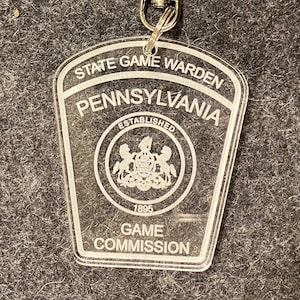 STATE GAME WARDEN
PENNSYLVANIA
ESTABLISHED
1895
GAME
COMMISSION